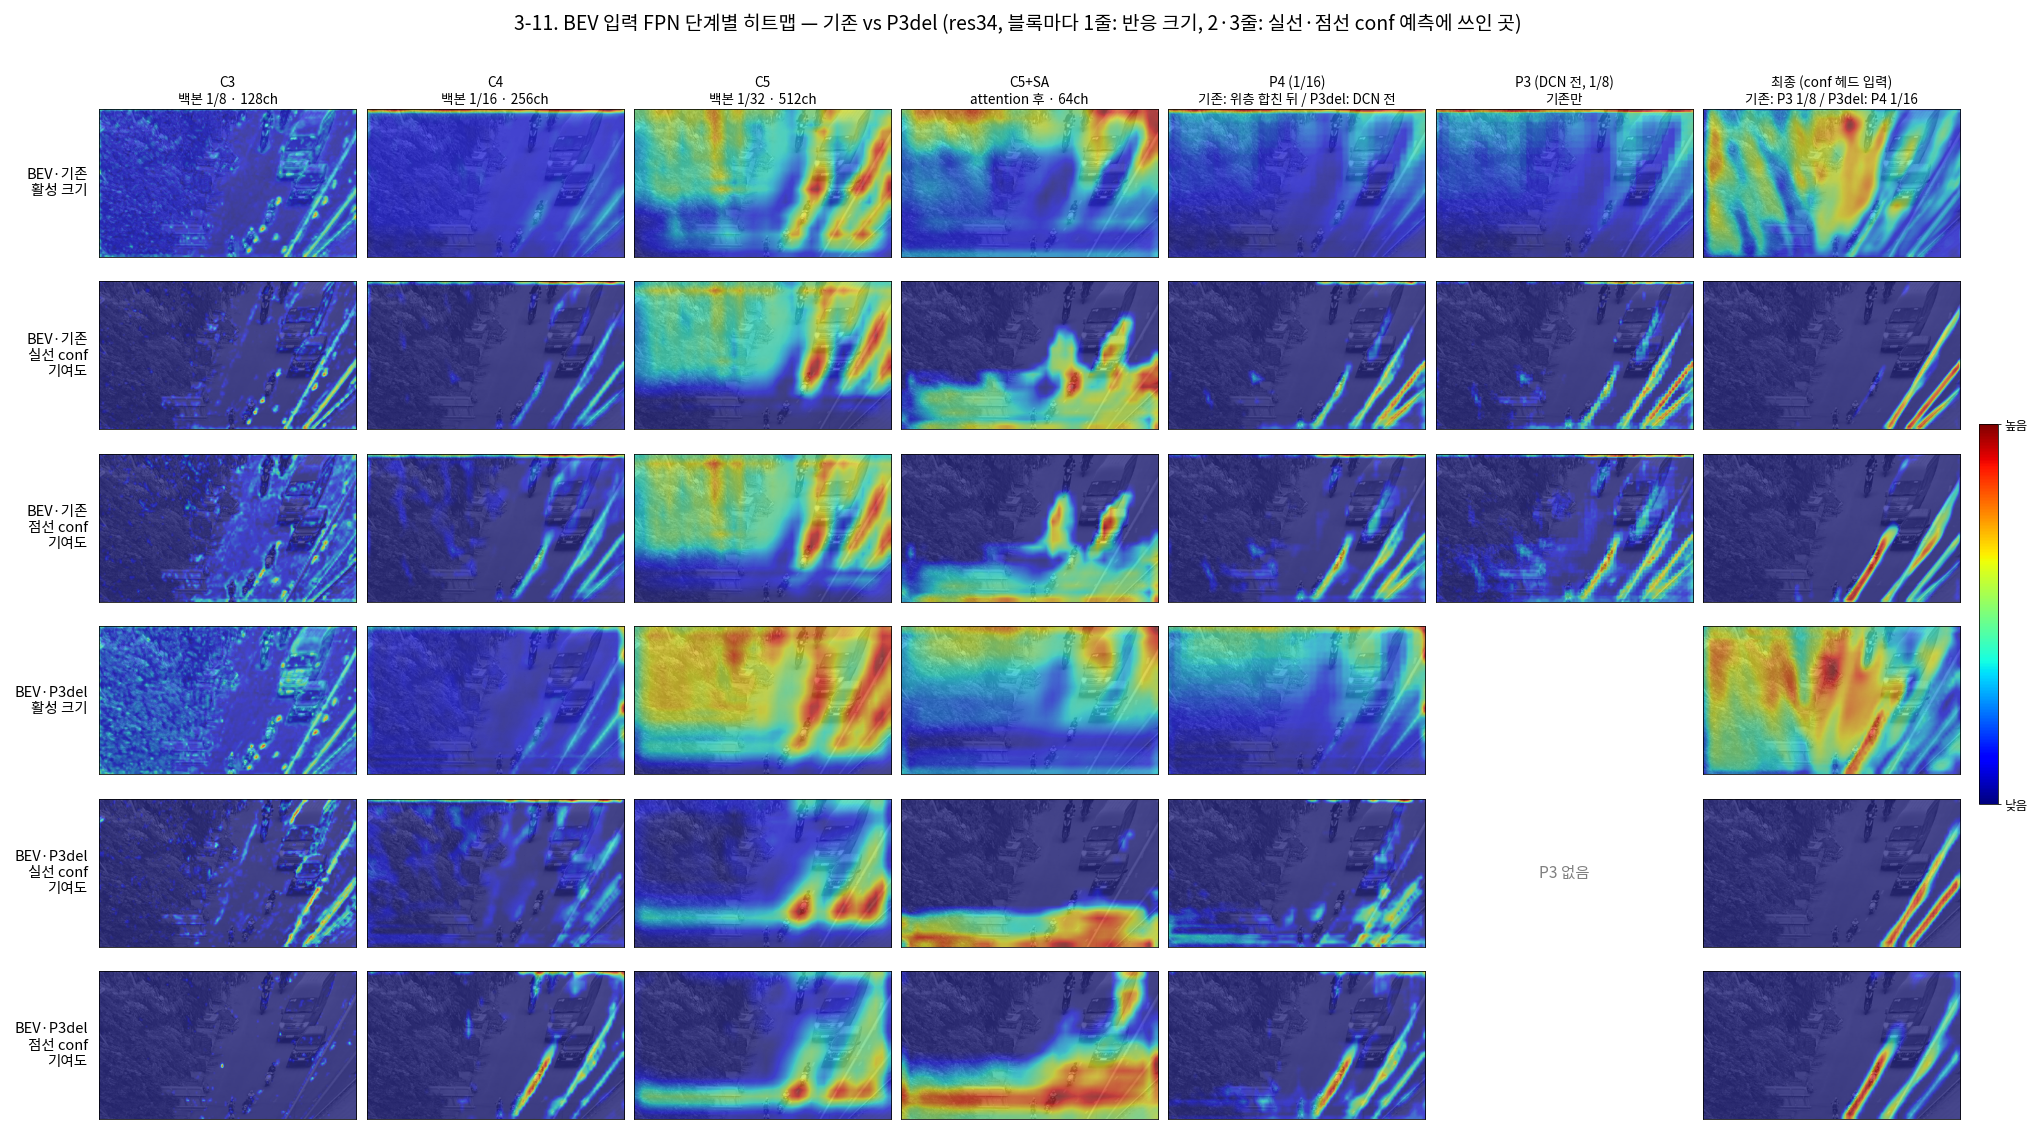 3-11. BEV 입력 FPN 단계별 히트맵 — 기존 vs P3del (res34, 블록마다 1줄: 반응 크기, 2·3줄: 실선·점선 conf 예측에 쓰인 곳)
C3
백본 1/8 · 128ch
C4
백본 1/16 · 256ch
C5
백본 1/32 · 512ch
C5+SA
attention 후 · 64ch
P4 (1/16)
기존: 위층 합친 뒤 / P3del: DCN 전
P3 (DCN 전, 1/8)
기존만
최종 (conf 헤드 입력)
기존: P3 1/8 / P3del: P4 1/16
BEV·기존
활성 크기
BEV·기존
실선 conf
기여도
BEV·기존
점선 conf
기여도
BEV·P3del
활성 크기
BEV·P3del
실선 conf
기여도
P3 없음
BEV·P3del
점선 conf
기여도
높음
낮음